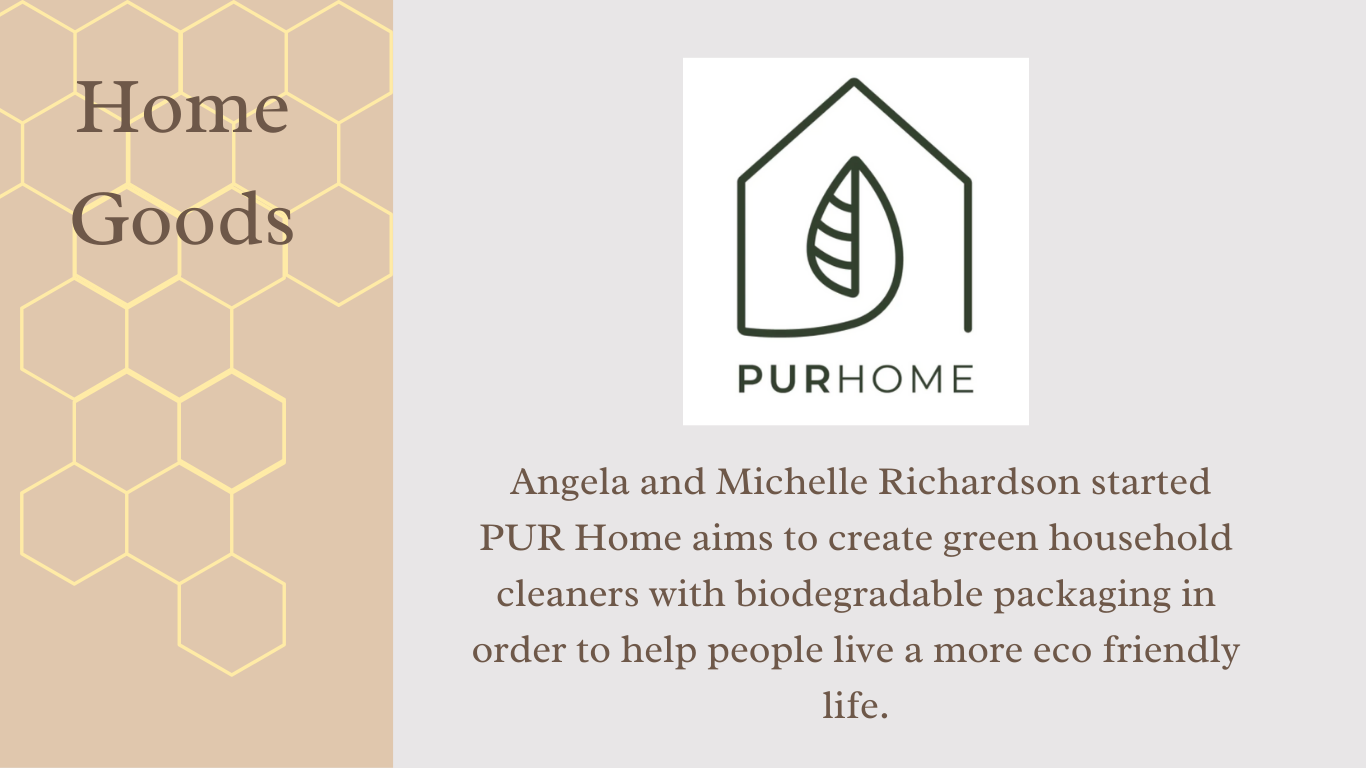 Home
Goods
PURHOME
Angela and Michelle Richardson started
PUR Home aims to create green household
cleaners with biodegradable packaging in
order to help people live a more eco friendly
life.